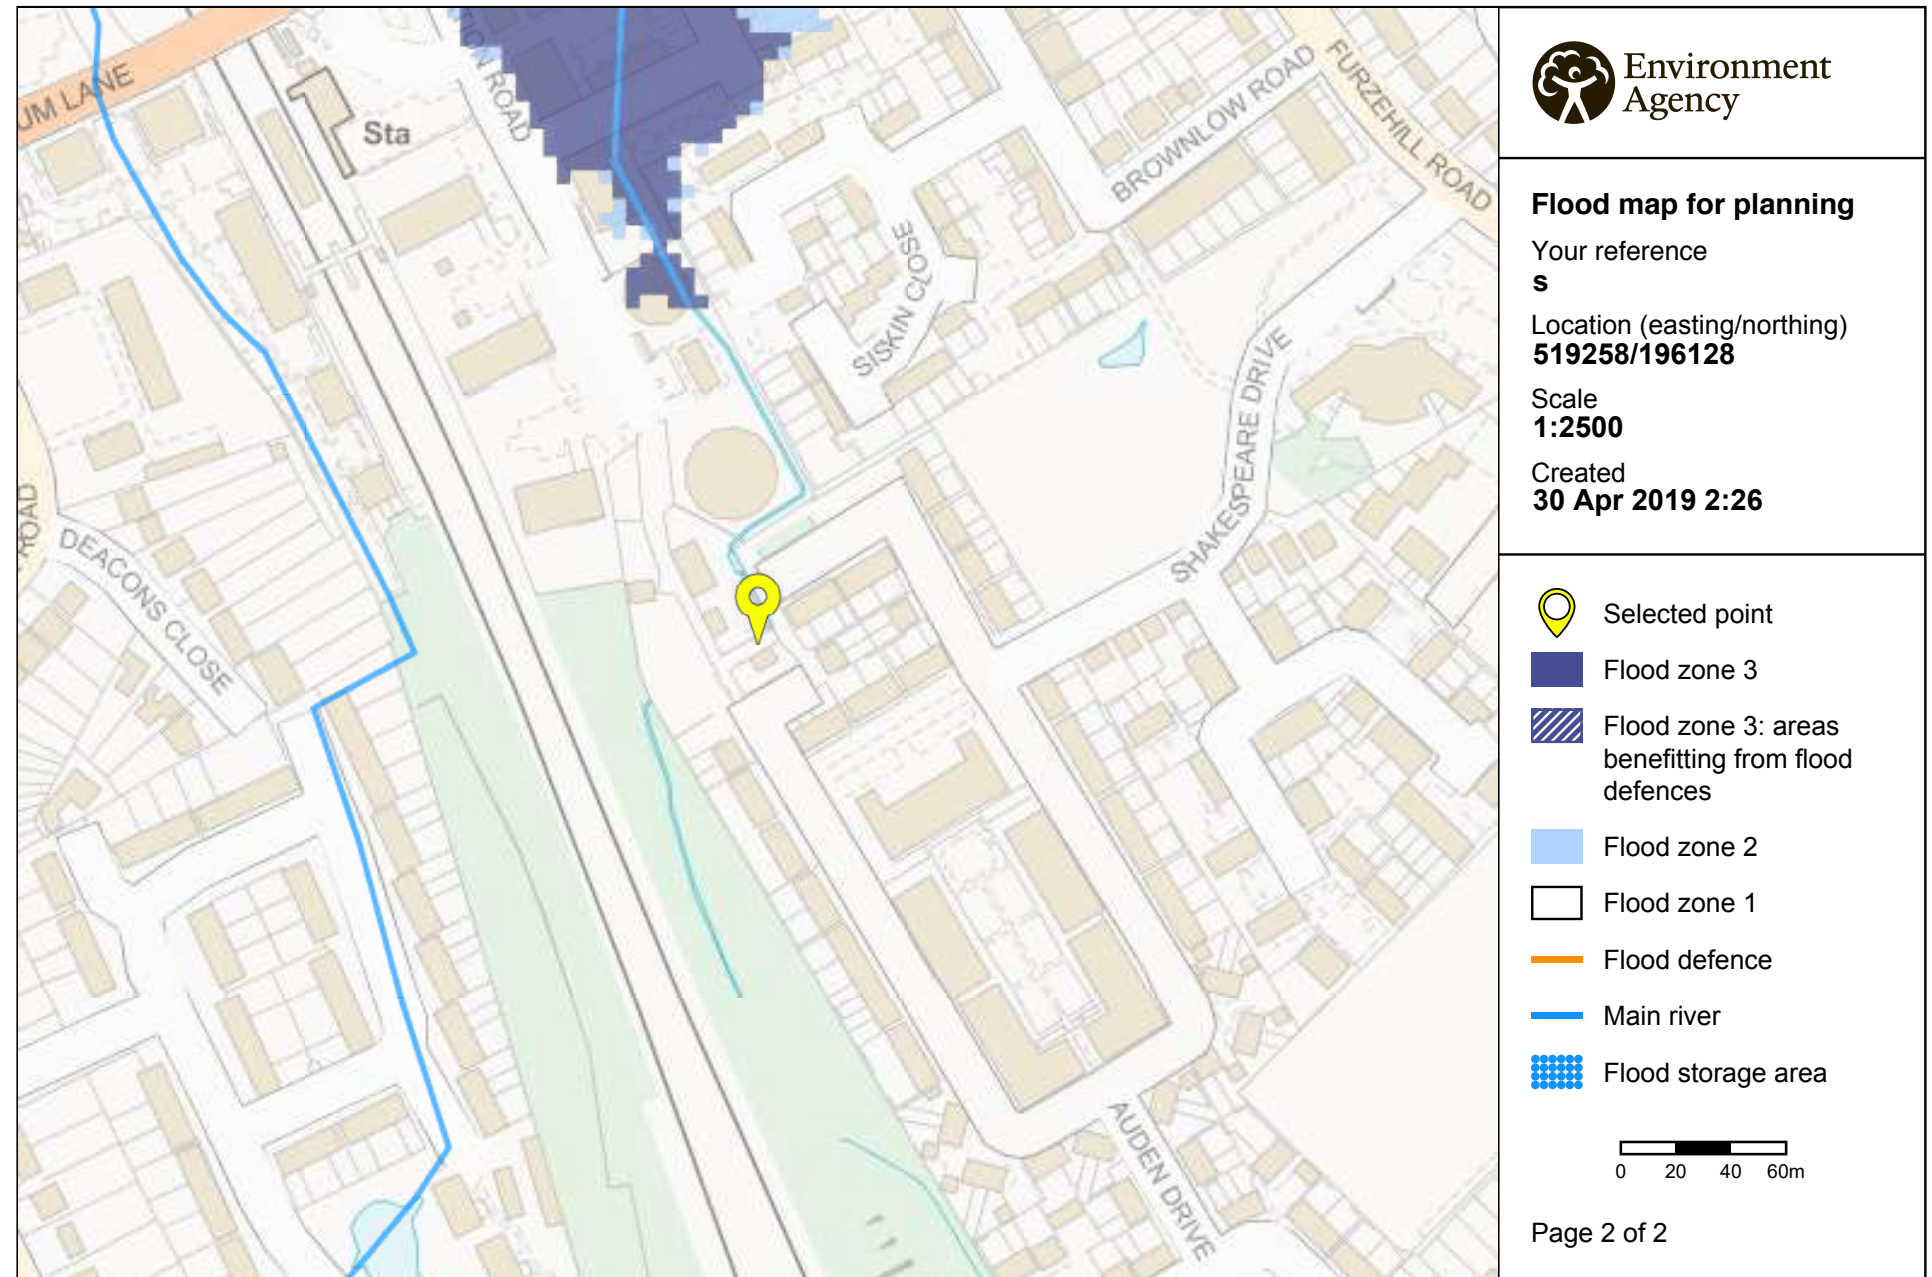 UM LANE
Sta
ON ROAD
BROWNLOW ROAD
FURZEHILL ROAD
SISKIN CLOSE
SHAKESPEARE DRIVE
ROAD
DEACONS CLOSE
AUDEN DRIVE
Environment
Agency
Flood map for planning
Your reference
s
Location (easting/northing)
519258/196128
Scale
1:2500
Created
30 Apr 2019 2:26
Selected point
Flood zone 3
Flood zone 3: areas
benefitting from flood
defences
Flood zone 2
Flood zone 1
Flood defence
Main river
Flood storage area
0 20 40 60m
Page 2 of 2